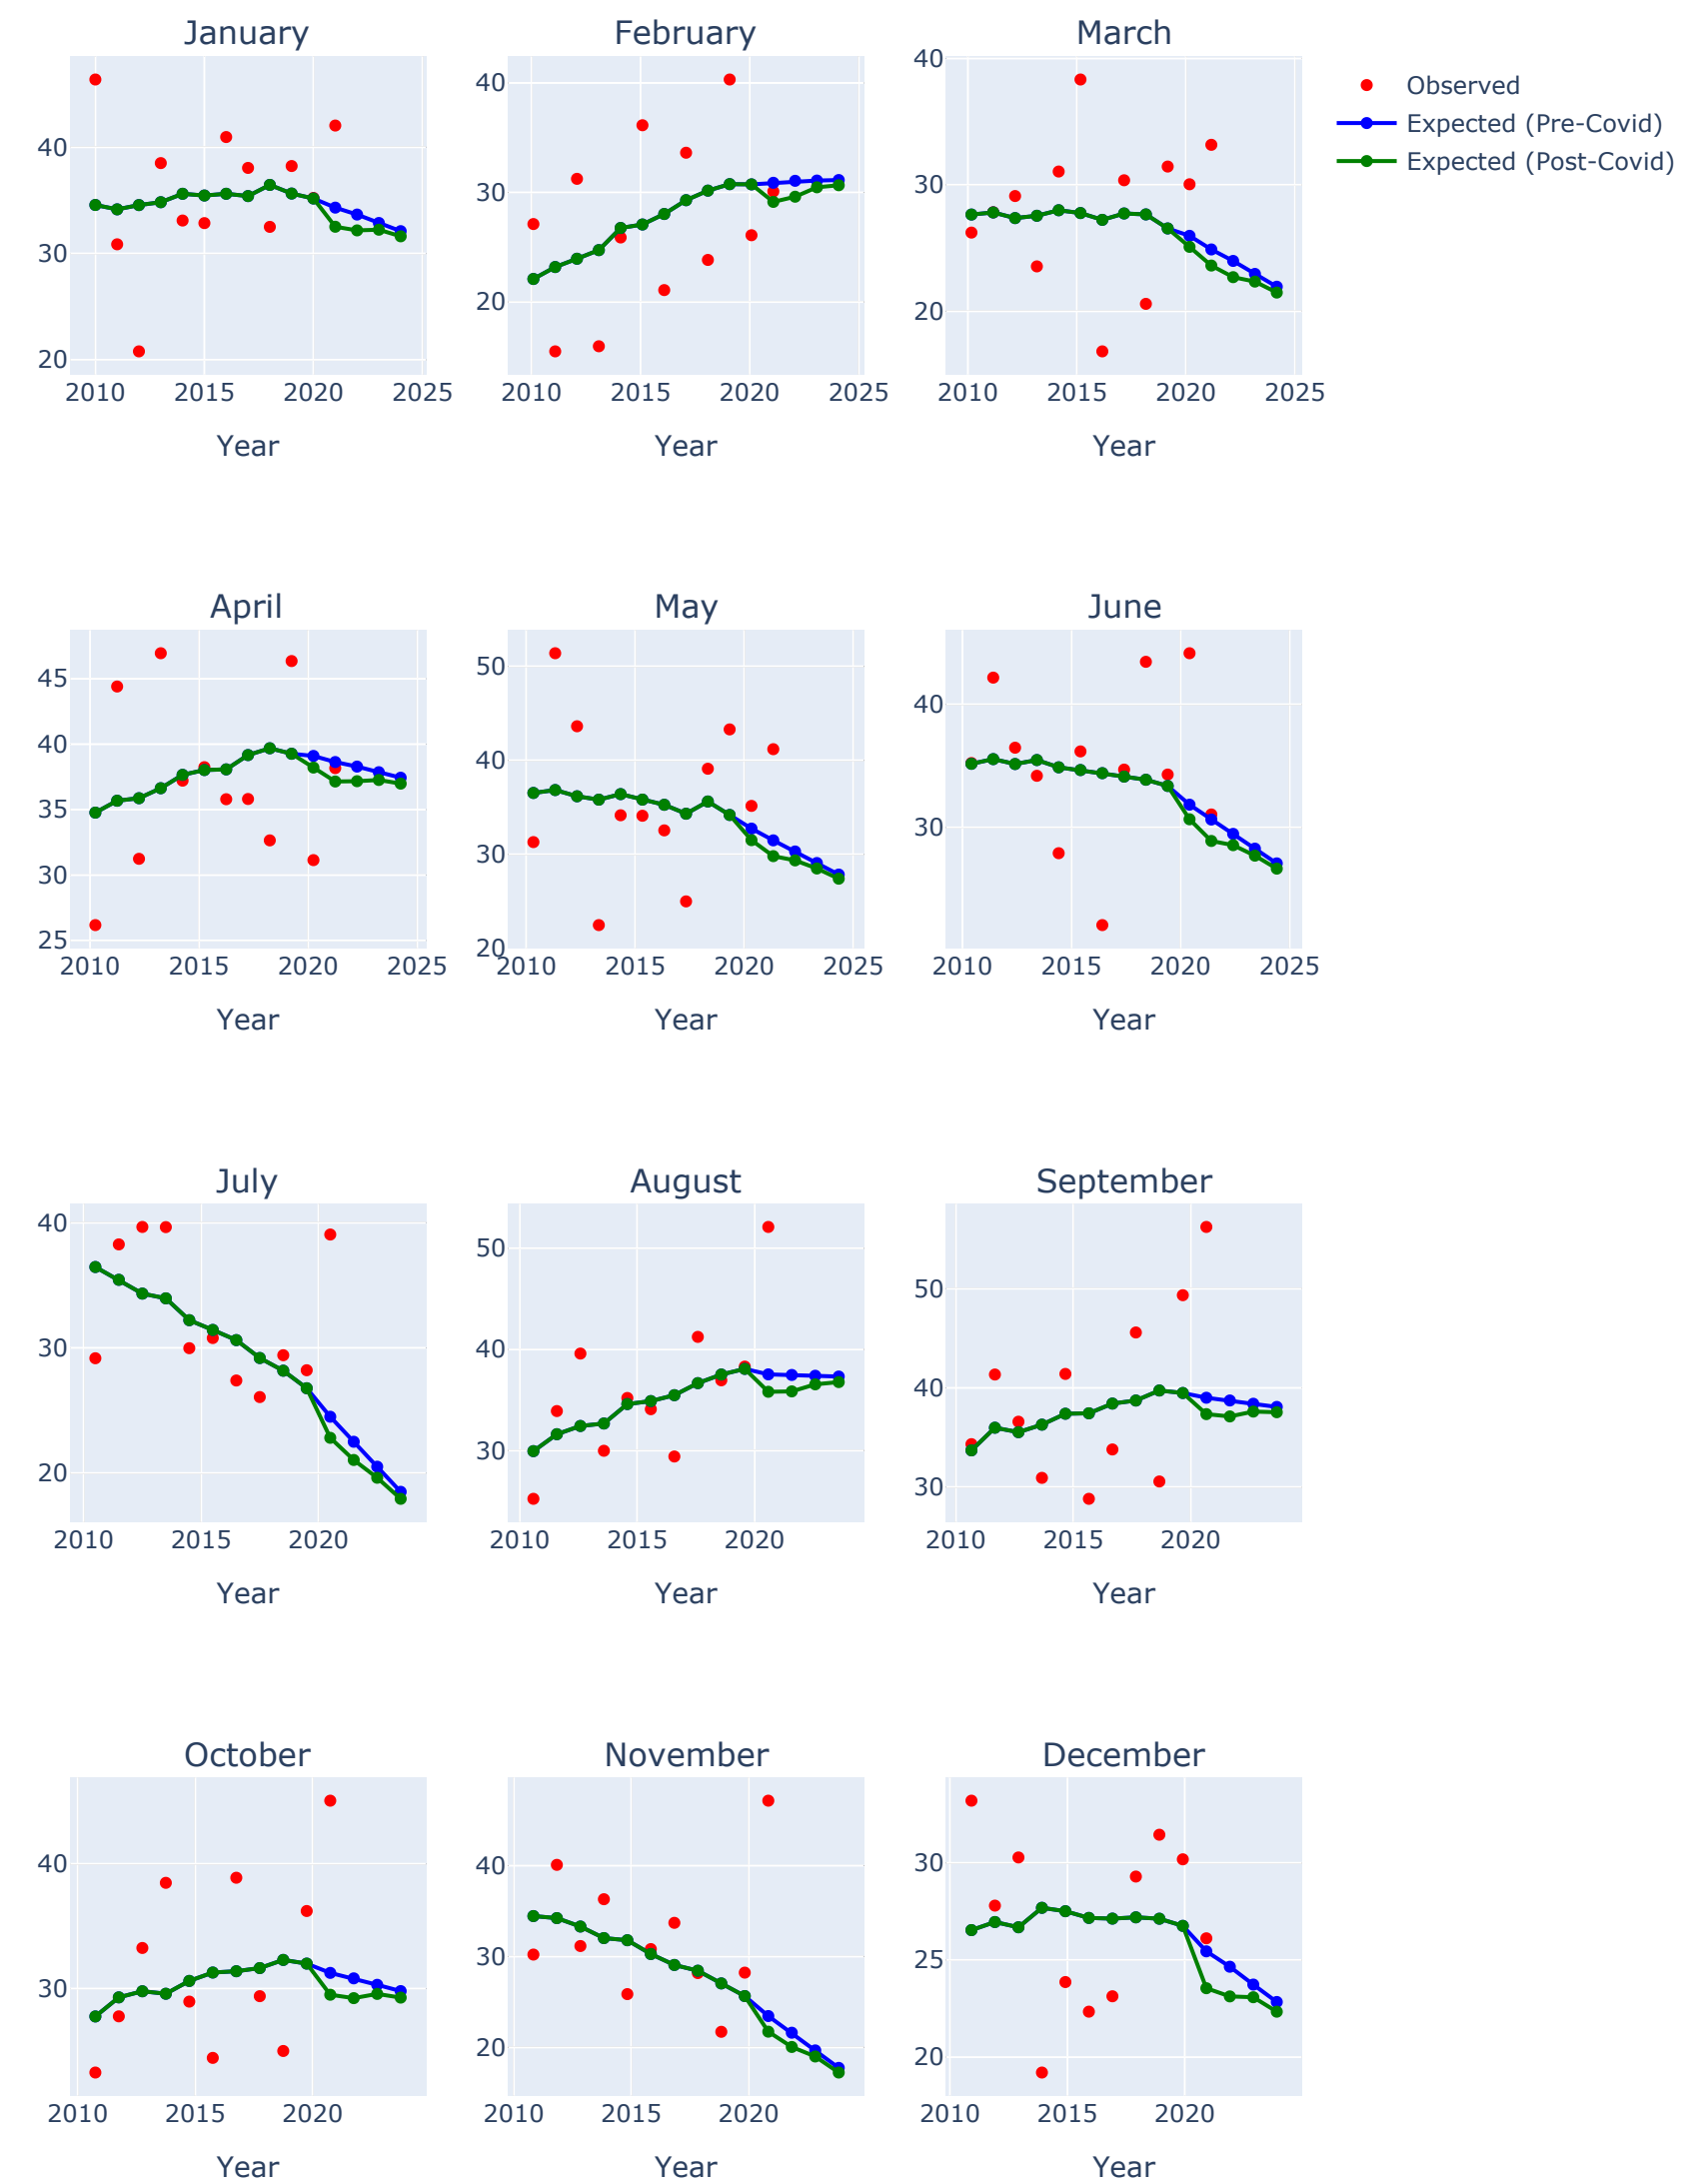 January February March
Observed
Expected (Pre-Covid)
Expected (Post-Covid)
40
30
20
2010 2015 2020 2025
Year
40
30
20
2010 2015 2020 2025
Year
40
30
20
2010 2015 2020 2025
Year
April May June
45
40
35
30
25
2010 2015 2020 2025
Year
50
40
30
20
2010 2015 2020 2025
Year
40
30
2010 2015 2020 2025
Year
July August September
40
30
20
2010 2015 2020
Year
50
40
30
2010 2015 2020
Year
50
40
30
2010 2015 2020
Year
October November December
40
30
2010 2015 2020
Year
40
30
20
2010 2015 2020
Year
30
25
20
2010 2015 2020
Year